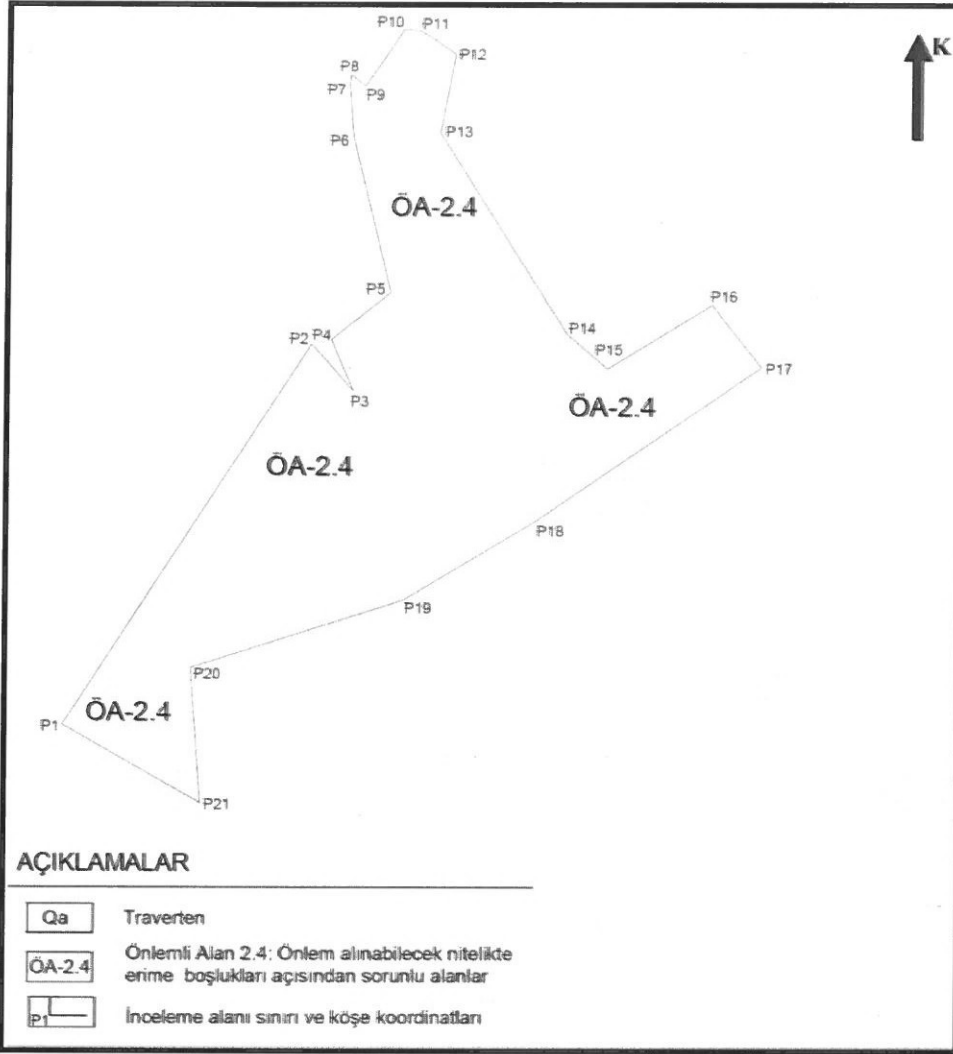 P10 P11
P12
K
P8
P7
P9
P6
P13
ÖA-2.4
P5
P16
P14
P4
P2
P15
P17
P3
ÖA-2.4
ÖA-2.4
P18
P19
P20
ÖA-2.4
P1
P21
AÇIKLAMALAR
Qa Traverten
ÖA-2.4 Önlemli Alan 2.4: Önlem alınabilecek nitelikte
erime boşlukları açısından sorunlu alanlar
P1 İnceleme alanı sınırı ve köşe koordinatları